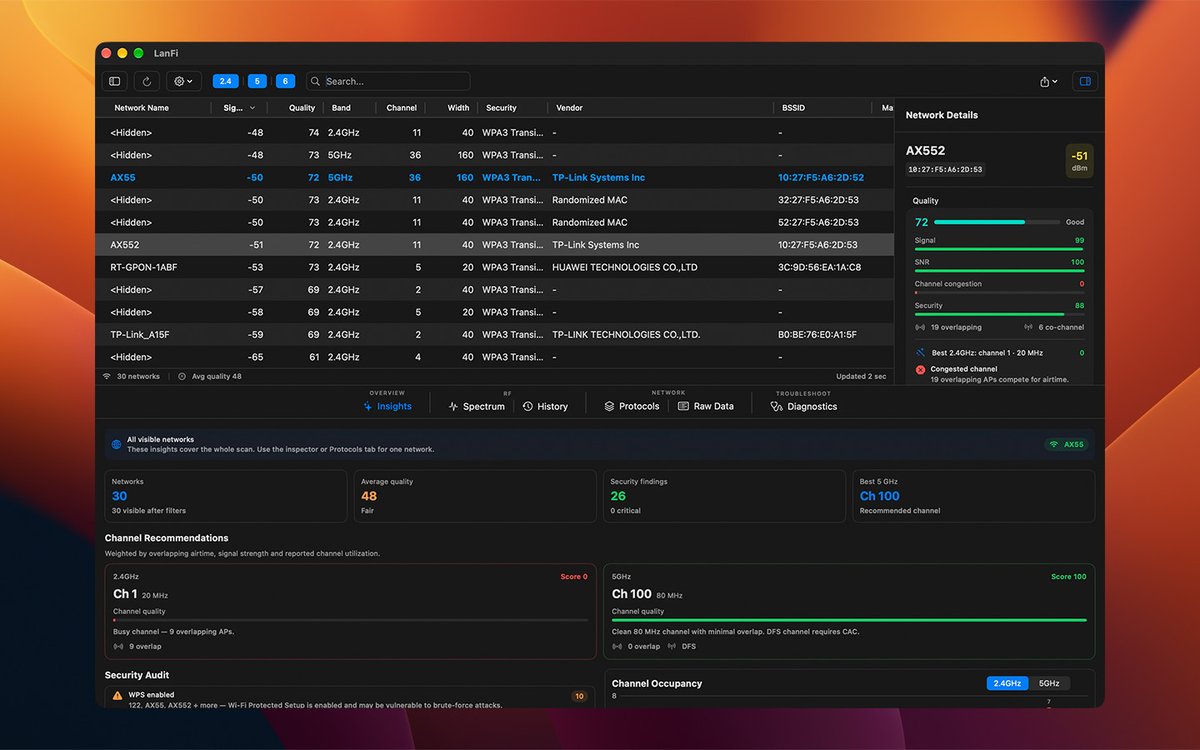 LanFi
2.4 5 6 Search...
Network Name Sig... Quality Band Channel Width Security Vendor BSSID Ma
<Hidden> -48 74 2.4GHz 11 40 WPA3 Transi... - -
<Hidden> -48 73 5GHz 36 160 WPA3 Transi... - -
AX55 -50 72 5GHz 36 160 WPA3 Tran... TP-Link Systems Inc 10:27:F5:A6:2D:52
<Hidden> -50 73 2.4GHz 11 40 WPA3 Transi... Randomized MAC 32:27:F5:A6:2D:53
<Hidden> -50 73 2.4GHz 11 40 WPA3 Transi... Randomized MAC 52:27:F5:A6:2D:53
AX552 -51 72 2.4GHz 11 40 WPA3 Transi... TP-Link Systems Inc 10:27:F5:A6:2D:53
RT-GPON-1ABF -53 73 2.4GHz 5 20 WPA3 Transi... HUAWEI TECHNOLOGIES CO.,LTD 3C:9D:56:EA:1A:C8
<Hidden> -57 69 2.4GHz 2 40 WPA3 Transi... - -
<Hidden> -58 69 2.4GHz 5 20 WPA3 Transi... - -
TP-Link_A15F -59 69 2.4GHz 2 40 WPA3 Transi... TP-LINK TECHNOLOGIES CO.,LTD. B0:BE:76:E0:A1:5F
<Hidden> -65 61 2.4GHz 4 40 WPA3 Transi... - -
30 networks Avg quality 48 Updated 2 sec
Network Details
AX552
10:27:F5:A6:2D:53
-51
dBm
Quality
72 Good
Signal 99
SNR 100
Channel congestion 0
Security 88
19 overlapping 6 co-channel
Best 2.4GHz: channel 1 · 20 MHz 0
Congested channel
19 overlapping APs compete for airtime.
OVERVIEW RF NETWORK TROUBLESHOOT
Insights Spectrum History Protocols Raw Data Diagnostics
All visible networks
These insights cover the whole scan. Use the inspector or Protocols tab for one network.
AX55
Networks
30
30 visible after filters
Average quality
48
Fair
Security findings
26
0 critical
Best 5 GHz
Ch 100
Recommended channel
Channel Recommendations
Weighted by overlapping airtime, signal strength and reported channel utilization.
2.4GHz Score 0
Ch 1 20 MHz
Channel quality
Busy channel — 9 overlapping APs.
9 overlap
5GHz Score 100
Ch 100 80 MHz
Channel quality
Clean 80 MHz channel with minimal overlap. DFS channel requires CAC.
0 overlap DFS
Security Audit
WPS enabled 10
122, AX55, AX552 + more — Wi-Fi Protected Setup is enabled and may be vulnerable to brute-force attacks.
Channel Occupancy 2.4GHz 5GHz
8
7